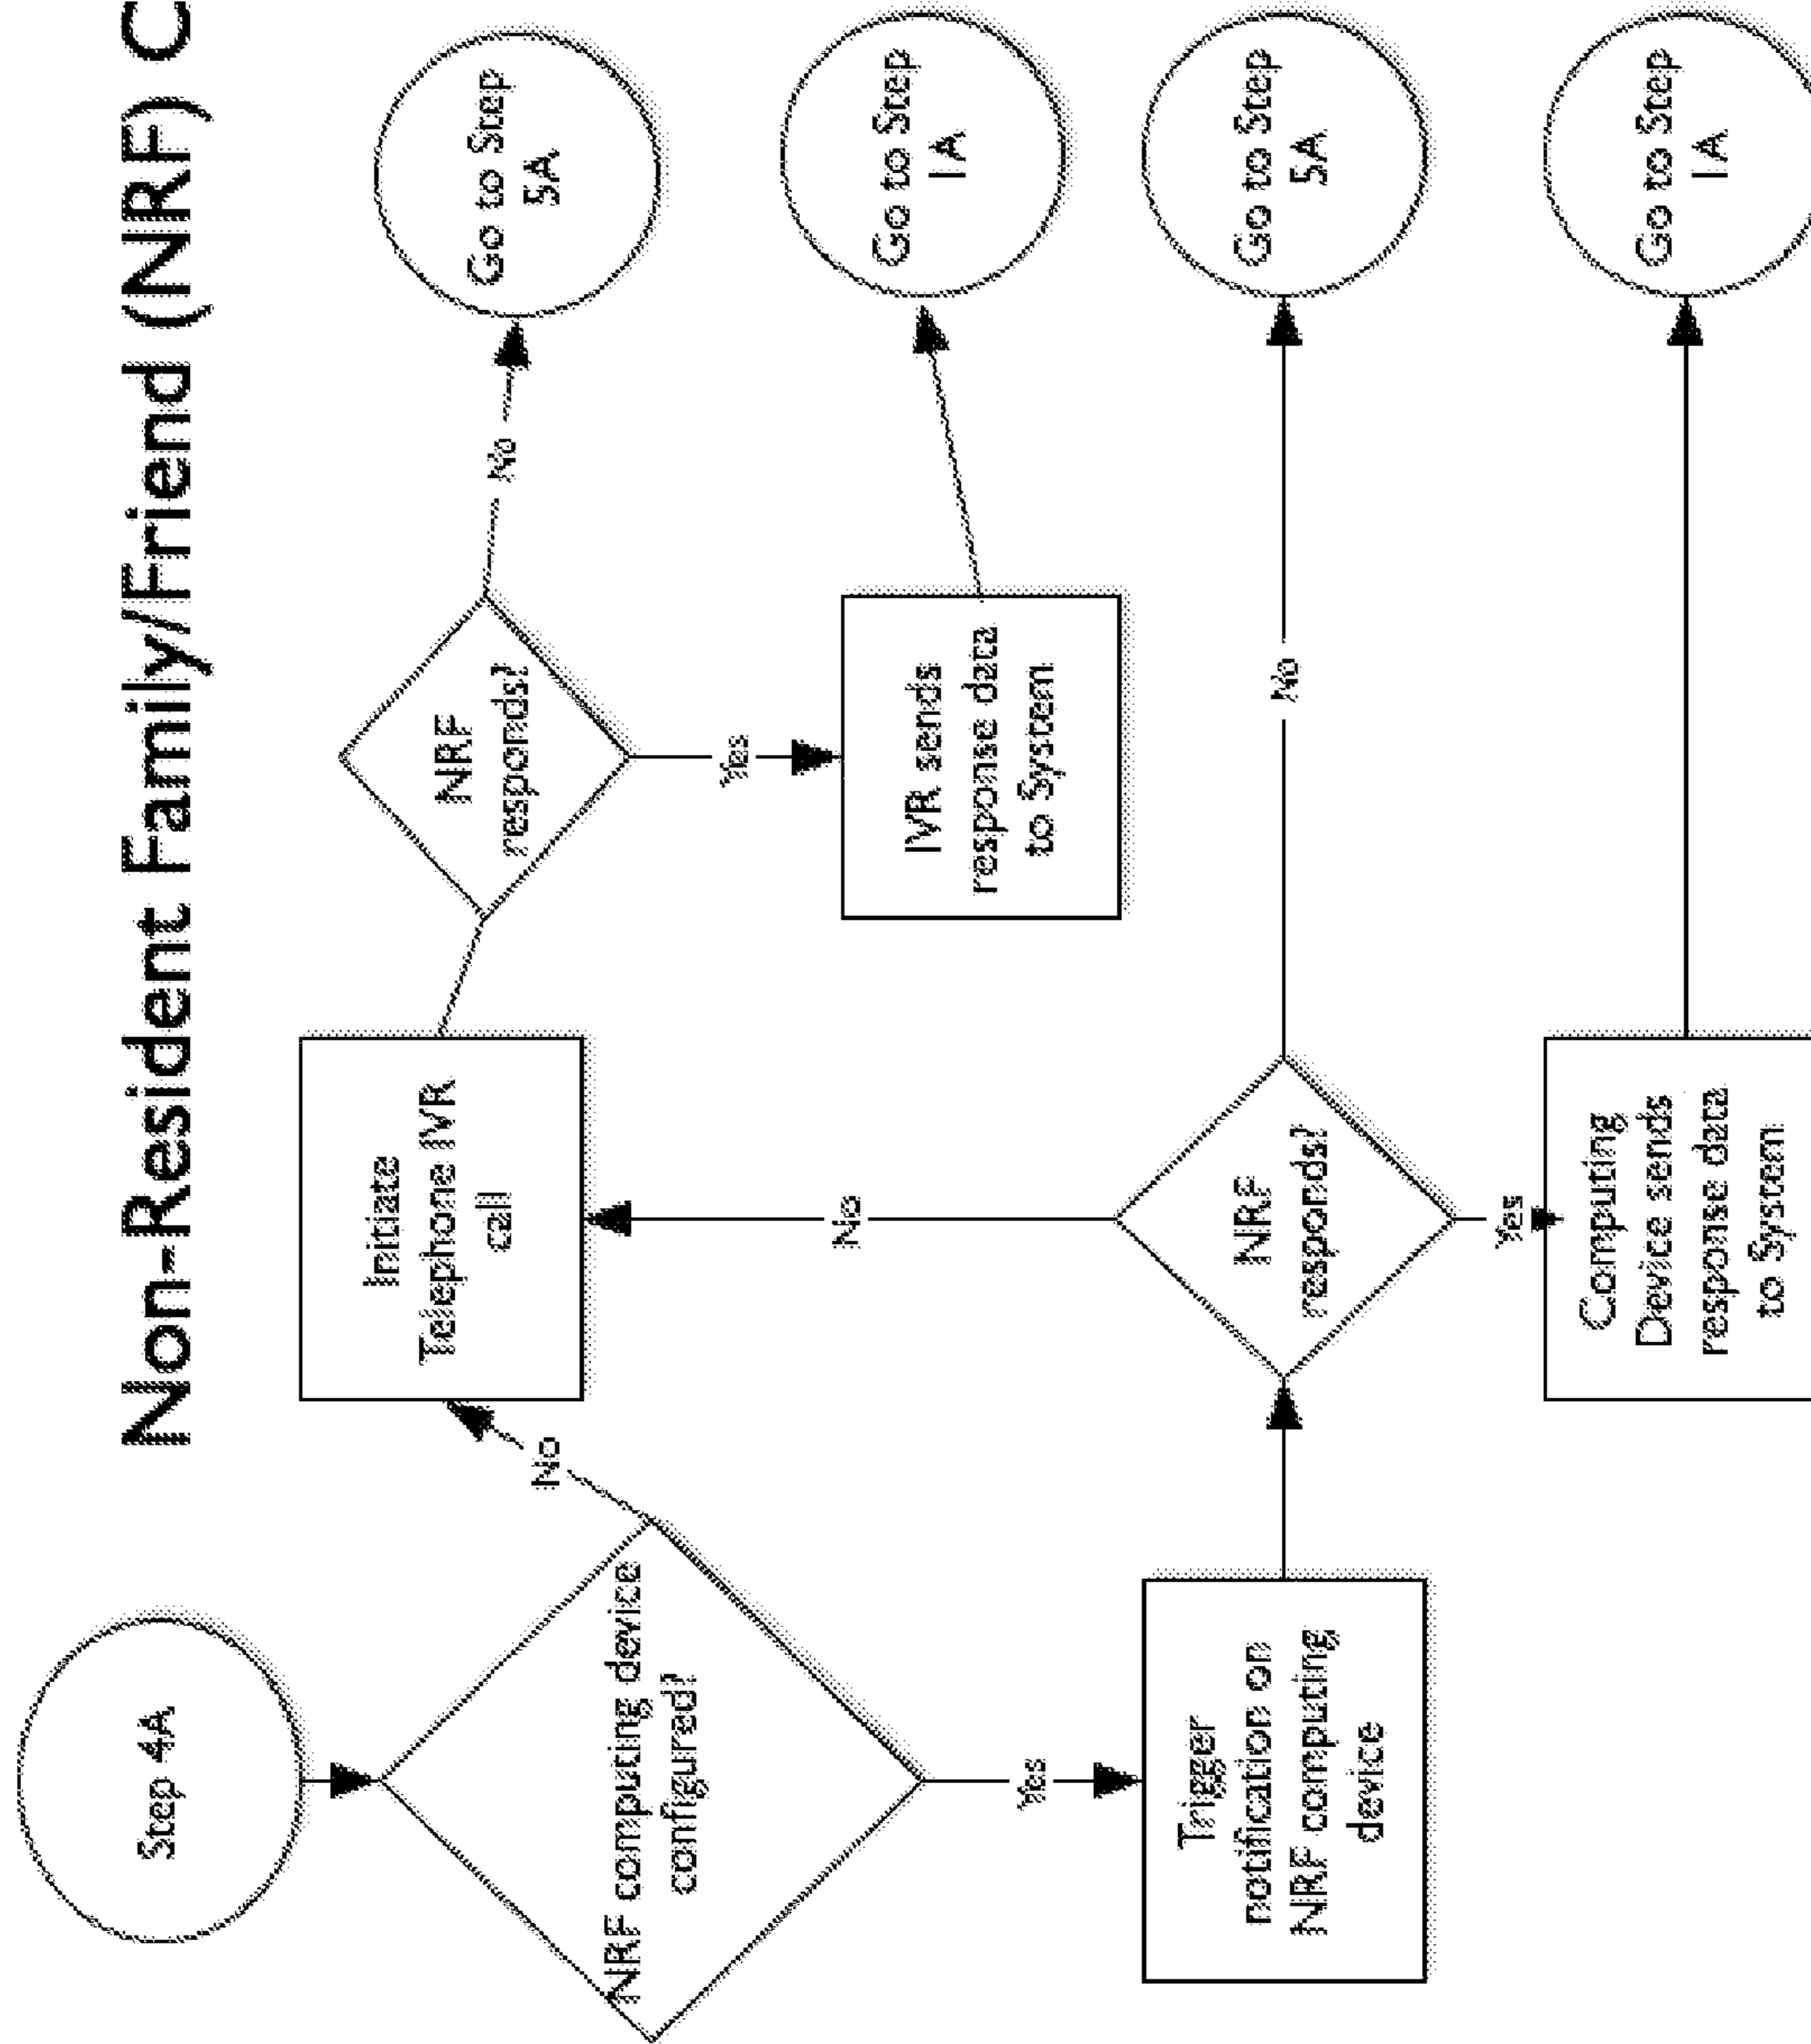 Non-Resident Family/Friend (NRF) C
Step 4A
NRF computing device
configured?
No
Yes
Initiate
Telephone IVR
call
NRF
responds?
No
Go to Step
5A
Yes
IVR sends
response data
to System
Go to Step
1A
Trigger
notification on
NRF computing
device
NRF
responds?
No
No
Go to Step
5A
Yes
Computing
Device sends
response data
to System
Go to Step
1A